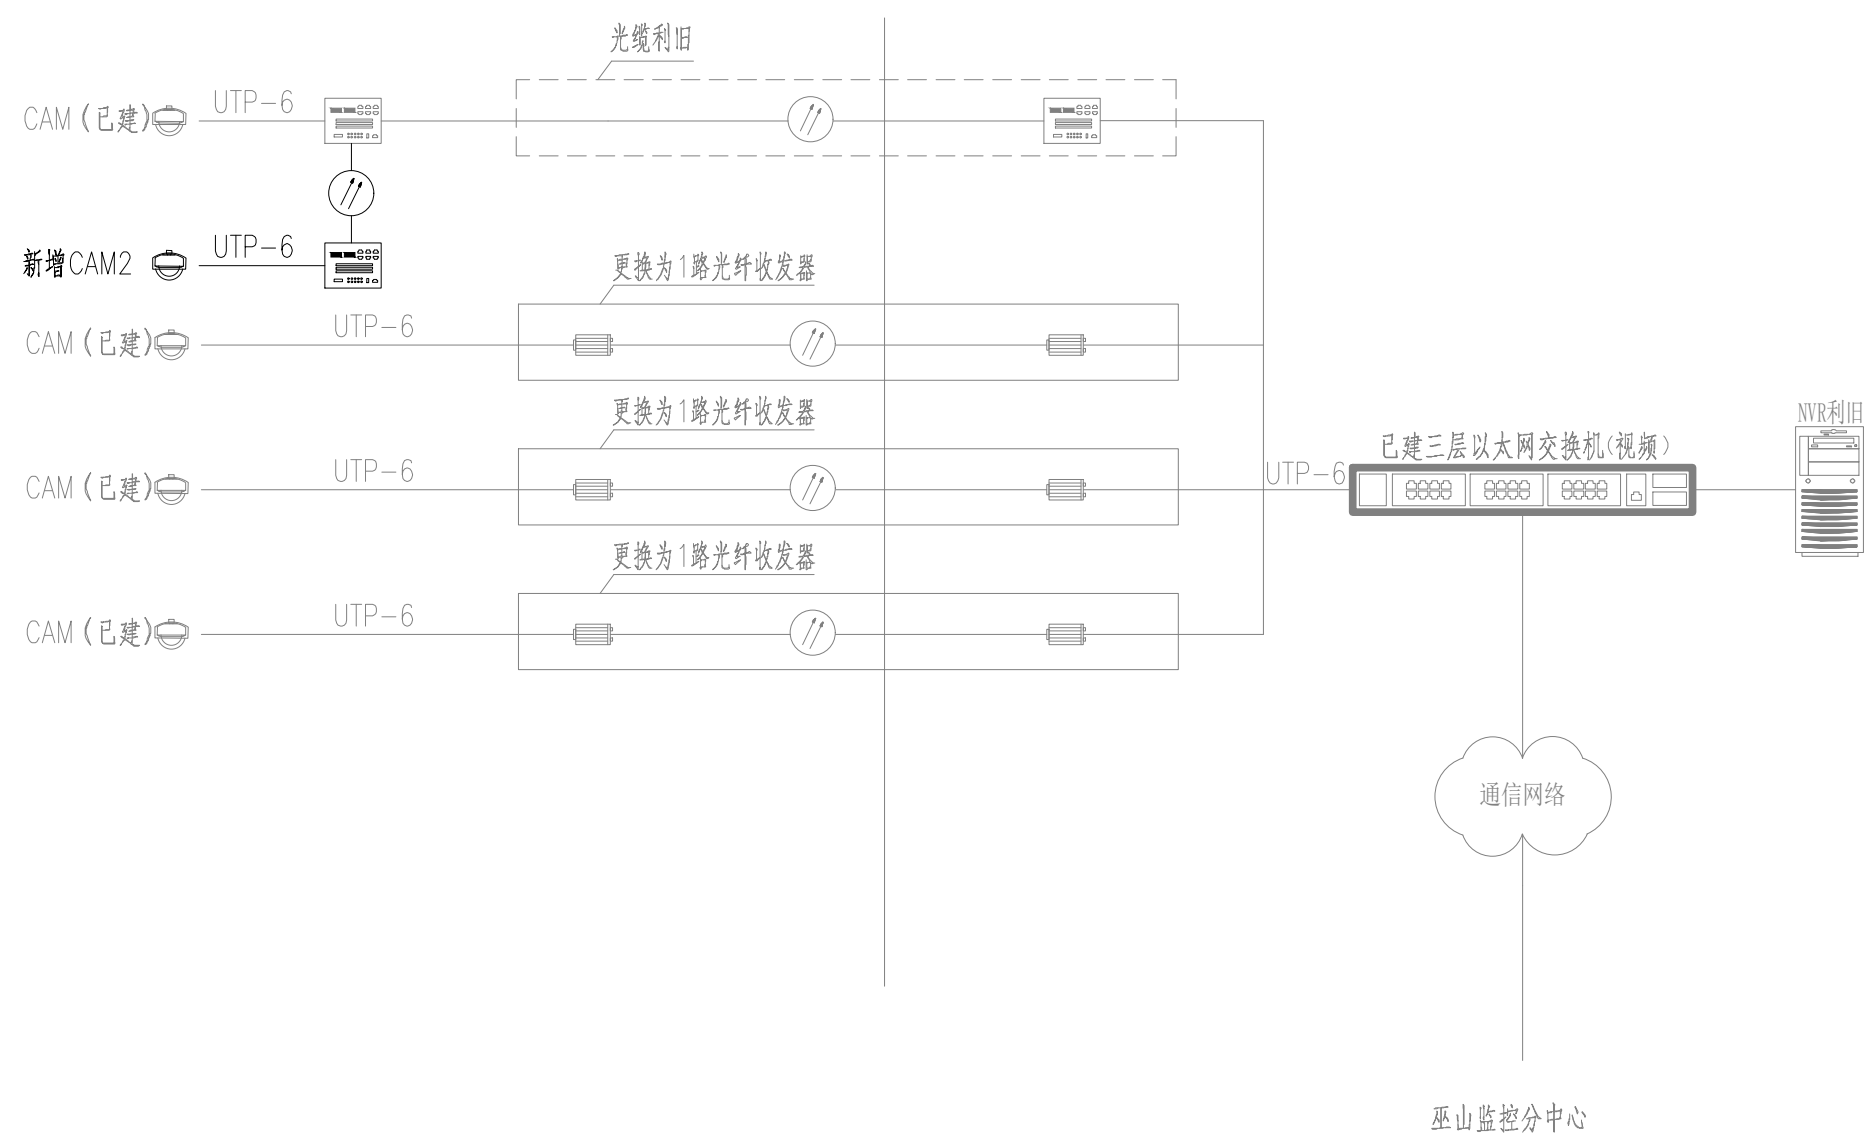 光缆利旧
CAM（已建）
UTP-6
新增CAM2
UTP-6
更换为1路光纤收发器
CAM（已建）
UTP-6
更换为1路光纤收发器
CAM（已建）
UTP-6
更换为1路光纤收发器
CAM（已建）
UTP-6
UTP-6
已建三层以太网交换机(视频）
NVR利旧
通信网络
巫山监控分中心